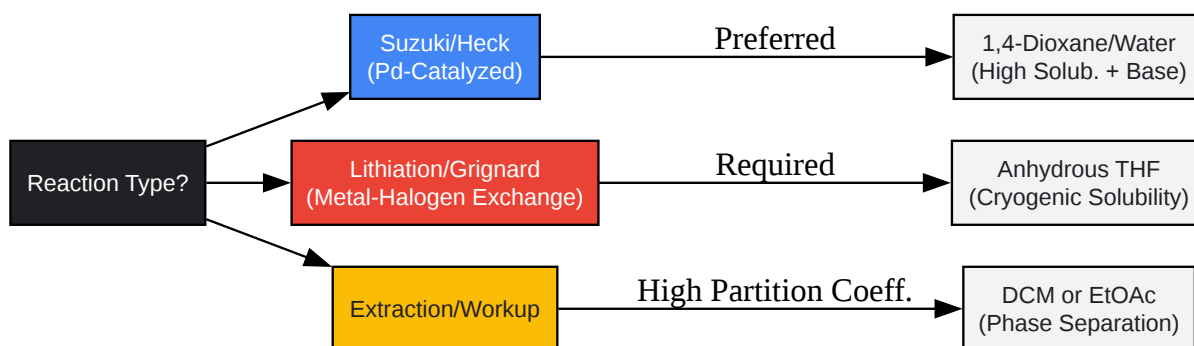 Suzuki/Heck
(Pd-Catalyzed)
Preferred
1,4-Dioxane/Water
(High Solub. + Base)
Reaction Type?
Lithiation/Grignard
(Metal-Halogen Exchange)
Required
Anhydrous THF
(Cryogenic Solubility)
Extraction/Workup
High Partition Coeff.
DCM or EtOAc
(Phase Separation)